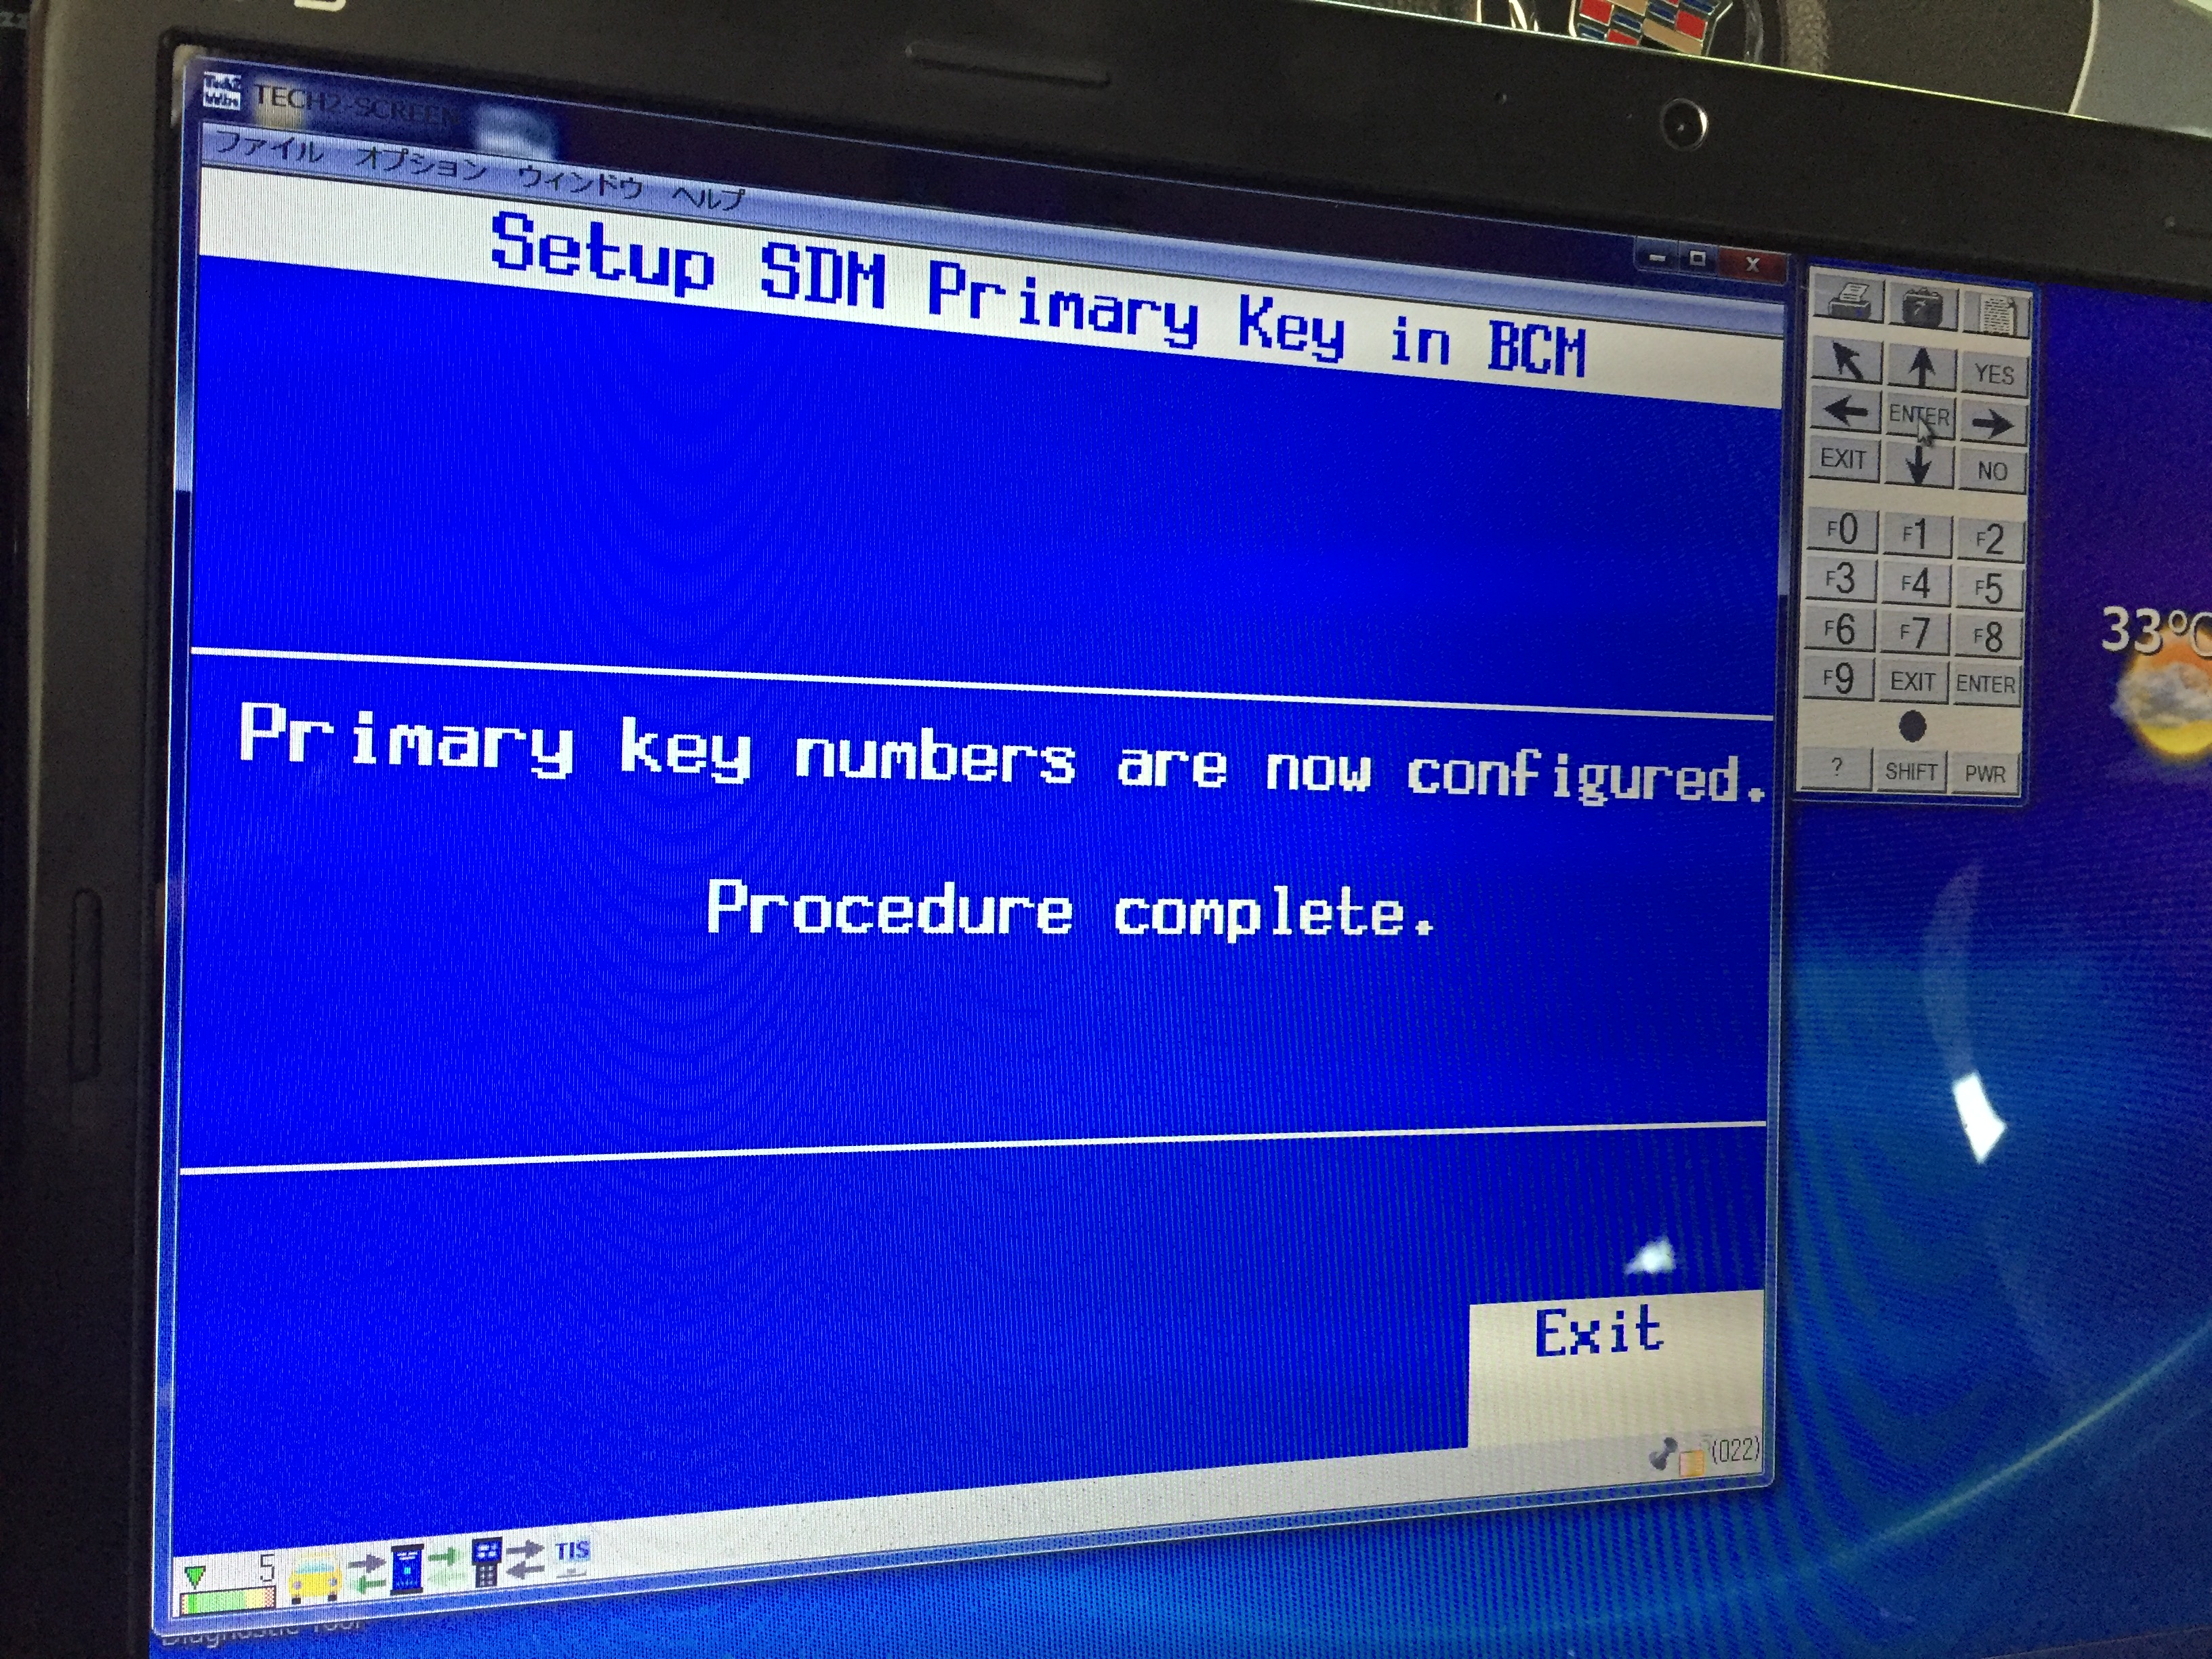 TECH2-SCREEN
ファイル オプション ウィンドウ ヘルプ
Setup SDM Primary Key in BCM
Primary key numbers are now configured.
Procedure complete.
Exit
(022)
5
TIS
YES
ENTER
EXIT
NO
F0 F1 F2
F3 F4 F5
F6 F7 F8
F9 EXIT ENTER
? SHIFT PWR
33°C